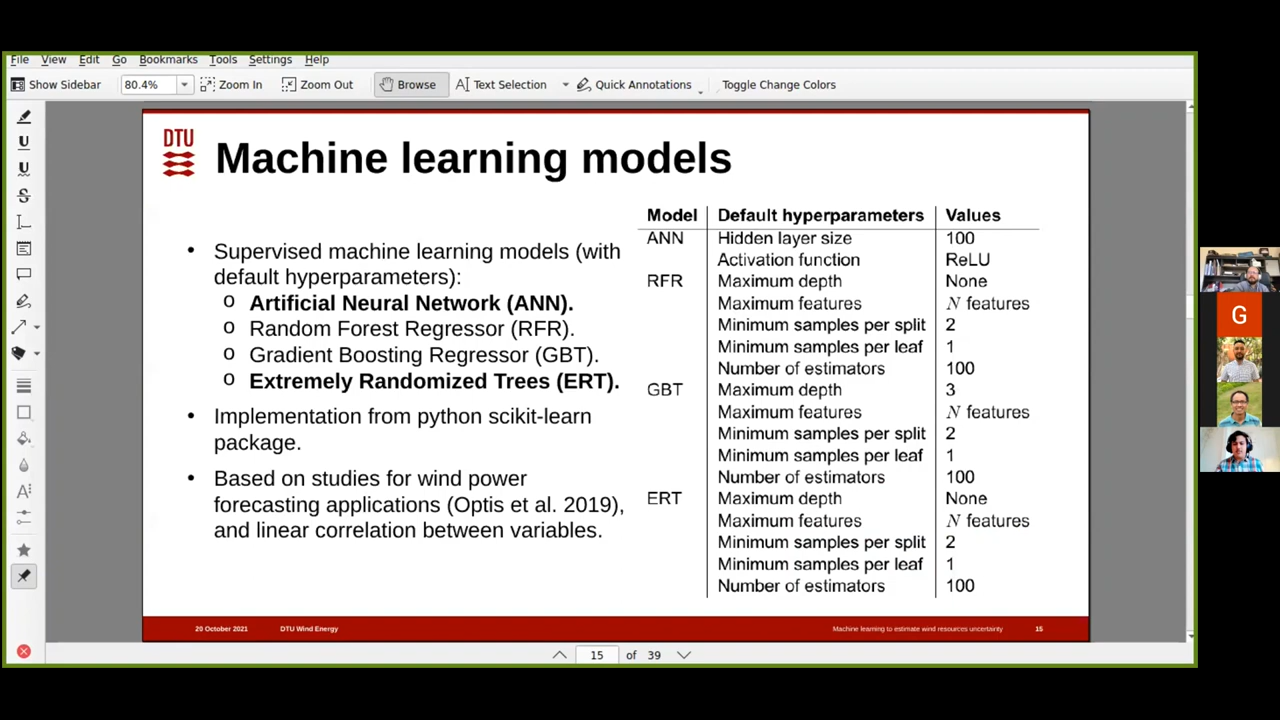 File View Edit Go Bookmarks Tools Settings Help
Show Sidebar 80.4% Zoom In Zoom Out Browse Text Selection Quick Annotations Toggle Change Colors
DTU
Machine learning models
• Supervised machine learning models (with
default hyperparameters):
o Artificial Neural Network (ANN).
o Random Forest Regressor (RFR).
o Gradient Boosting Regressor (GBT).
o Extremely Randomized Trees (ERT).
• Implementation from python scikit-learn
package.
• Based on studies for wind power
forecasting applications (Optis et al. 2019),
and linear correlation between variables.
Model Default hyperparameters Values
ANN Hidden layer size 100
Activation function ReLU
RFR Maximum depth None
Maximum features N features
Minimum samples per split 2
Minimum samples per leaf 1
Number of estimators 100
GBT Maximum depth 3
Maximum features N features
Minimum samples per split 2
Minimum samples per leaf 1
Number of estimators 100
ERT Maximum depth None
Maximum features N features
Minimum samples per split 2
Minimum samples per leaf 1
Number of estimators 100
20 October 2021 DTU Wind Energy Machine learning to estimate wind resources uncertainty 15
15 of 39
G